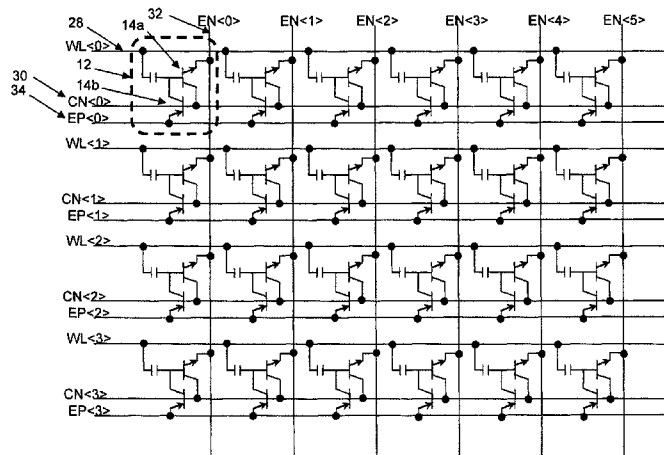 32 EN<0> EN<1> EN<2> EN<3> EN<4> EN<5>
28 14a
WL<0>
12
30 14b
CN<0>
34
EP<0>
WL<1>
CN<1>
EP<1>
WL<2>
CN<2>
EP<2>
WL<3>
CN<3>
EP<3>